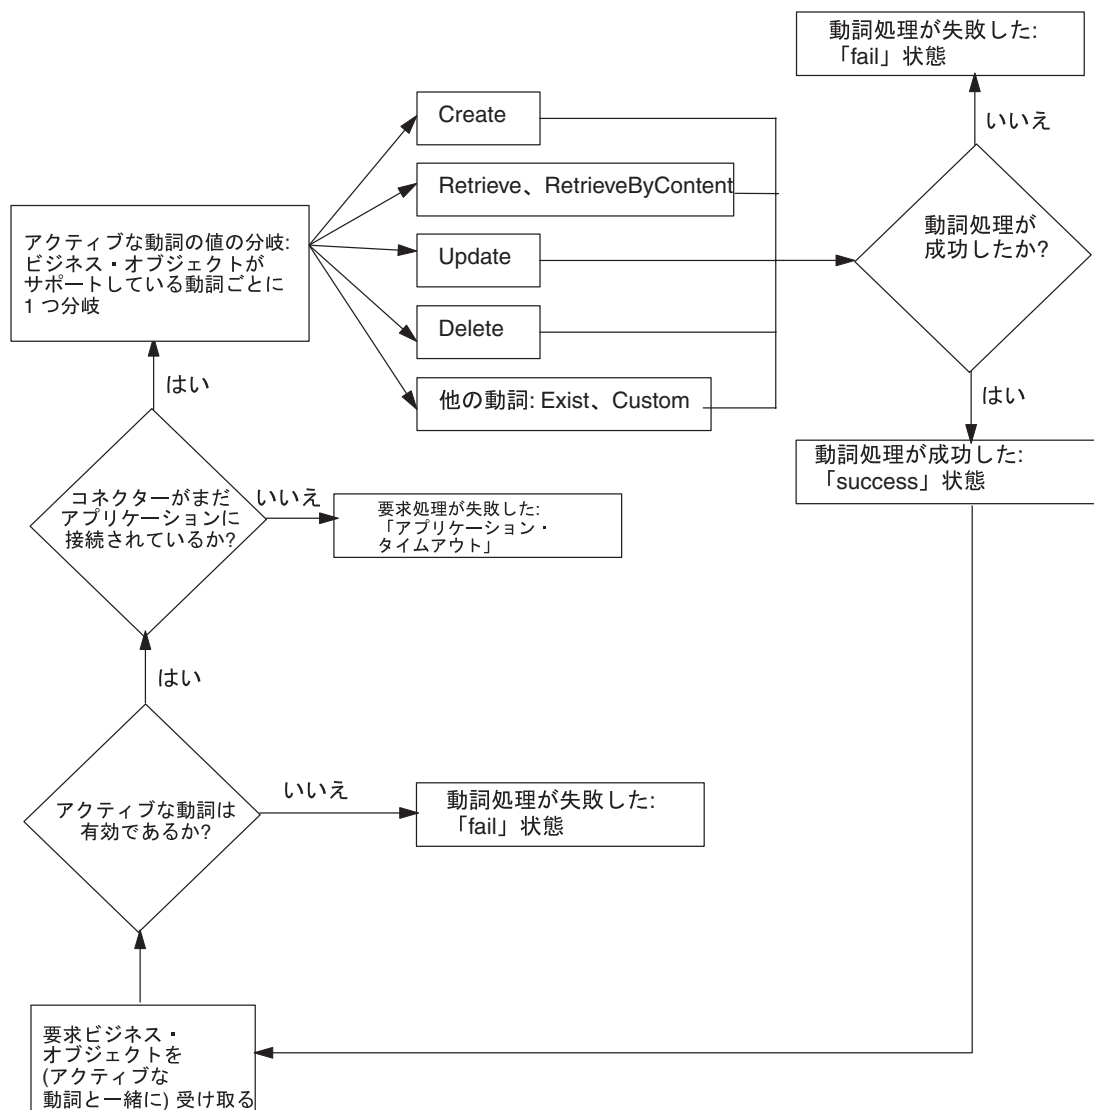 動詞処理が失敗した:
「fail」状態
いいえ
動詞処理が
成功したか?
はい
動詞処理が成功した:
「success」状態
Create
Retrieve、RetrieveByContent
Update
Delete
他の動詞: Exist、Custom
アクティブな動詞の値の分岐:
ビジネス・オブジェクトが
サポートしている動詞ごとに
1 つ分岐
はい
コネクターがまだ
アプリケーションに
接続されているか?
いいえ
要求処理が失敗した:
「アプリケーション・
タイムアウト」
はい
アクティブな動詞は
有効であるか?
いいえ
動詞処理が失敗した:
「fail」状態
要求ビジネス・
オブジェクトを
(アクティブな
動詞と一緒に) 受け取る